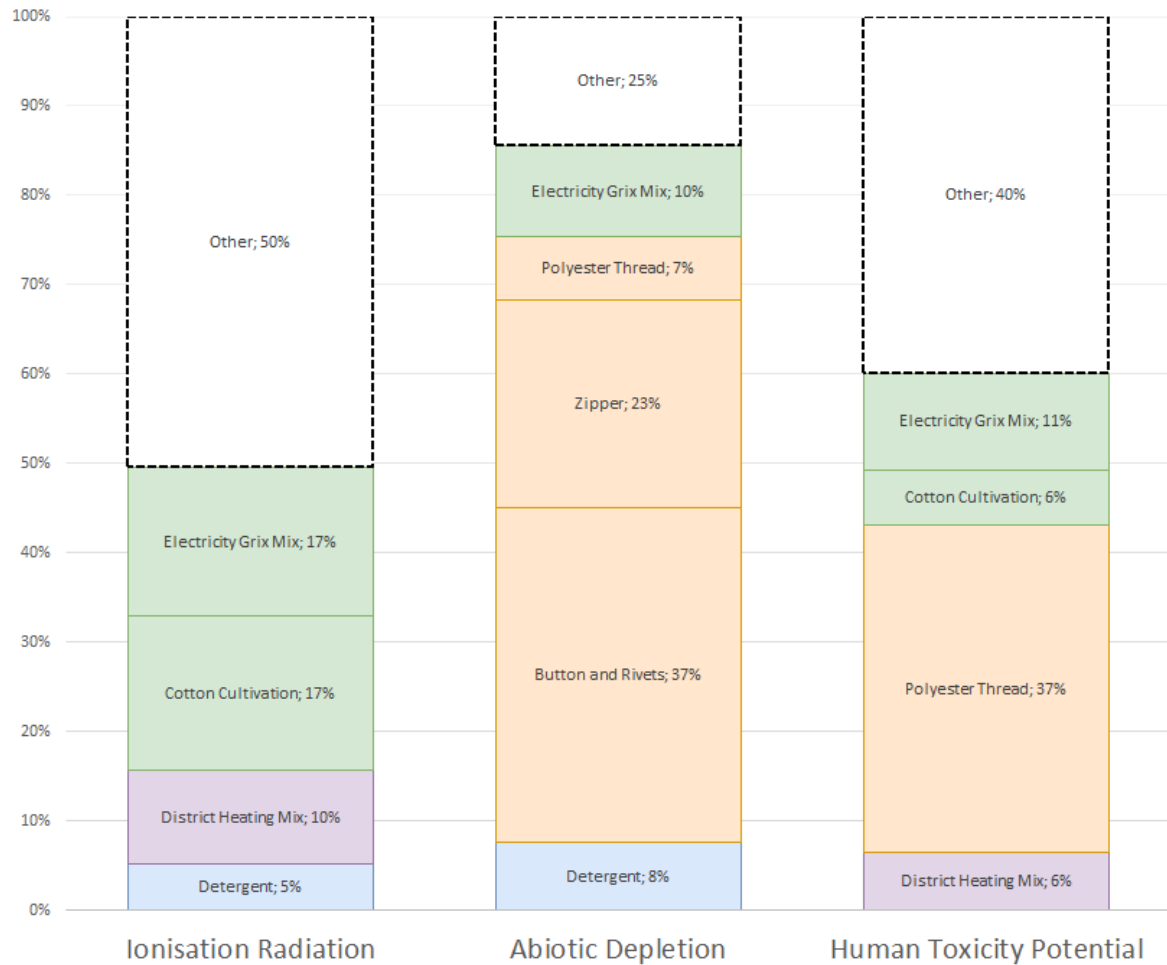 100%
90%
80%
70%
60%
50%
40%
30%
20%
10%
0%
Other; 50%
Electricity Grix Mix; 17%
Cotton Cultivation; 17%
District Heating Mix; 10%
Detergent; 5%
Other; 25%
Electricity Grix Mix; 10%
Polyester Thread; 7%
Zipper; 23%
Button and Rivets; 37%
Detergent; 8%
Other; 40%
Electricity Grix Mix; 11%
Cotton Cultivation; 6%
Polyester Thread; 37%
District Heating Mix; 6%
Ionisation Radiation
Abiotic Depletion
Human Toxicity Potential